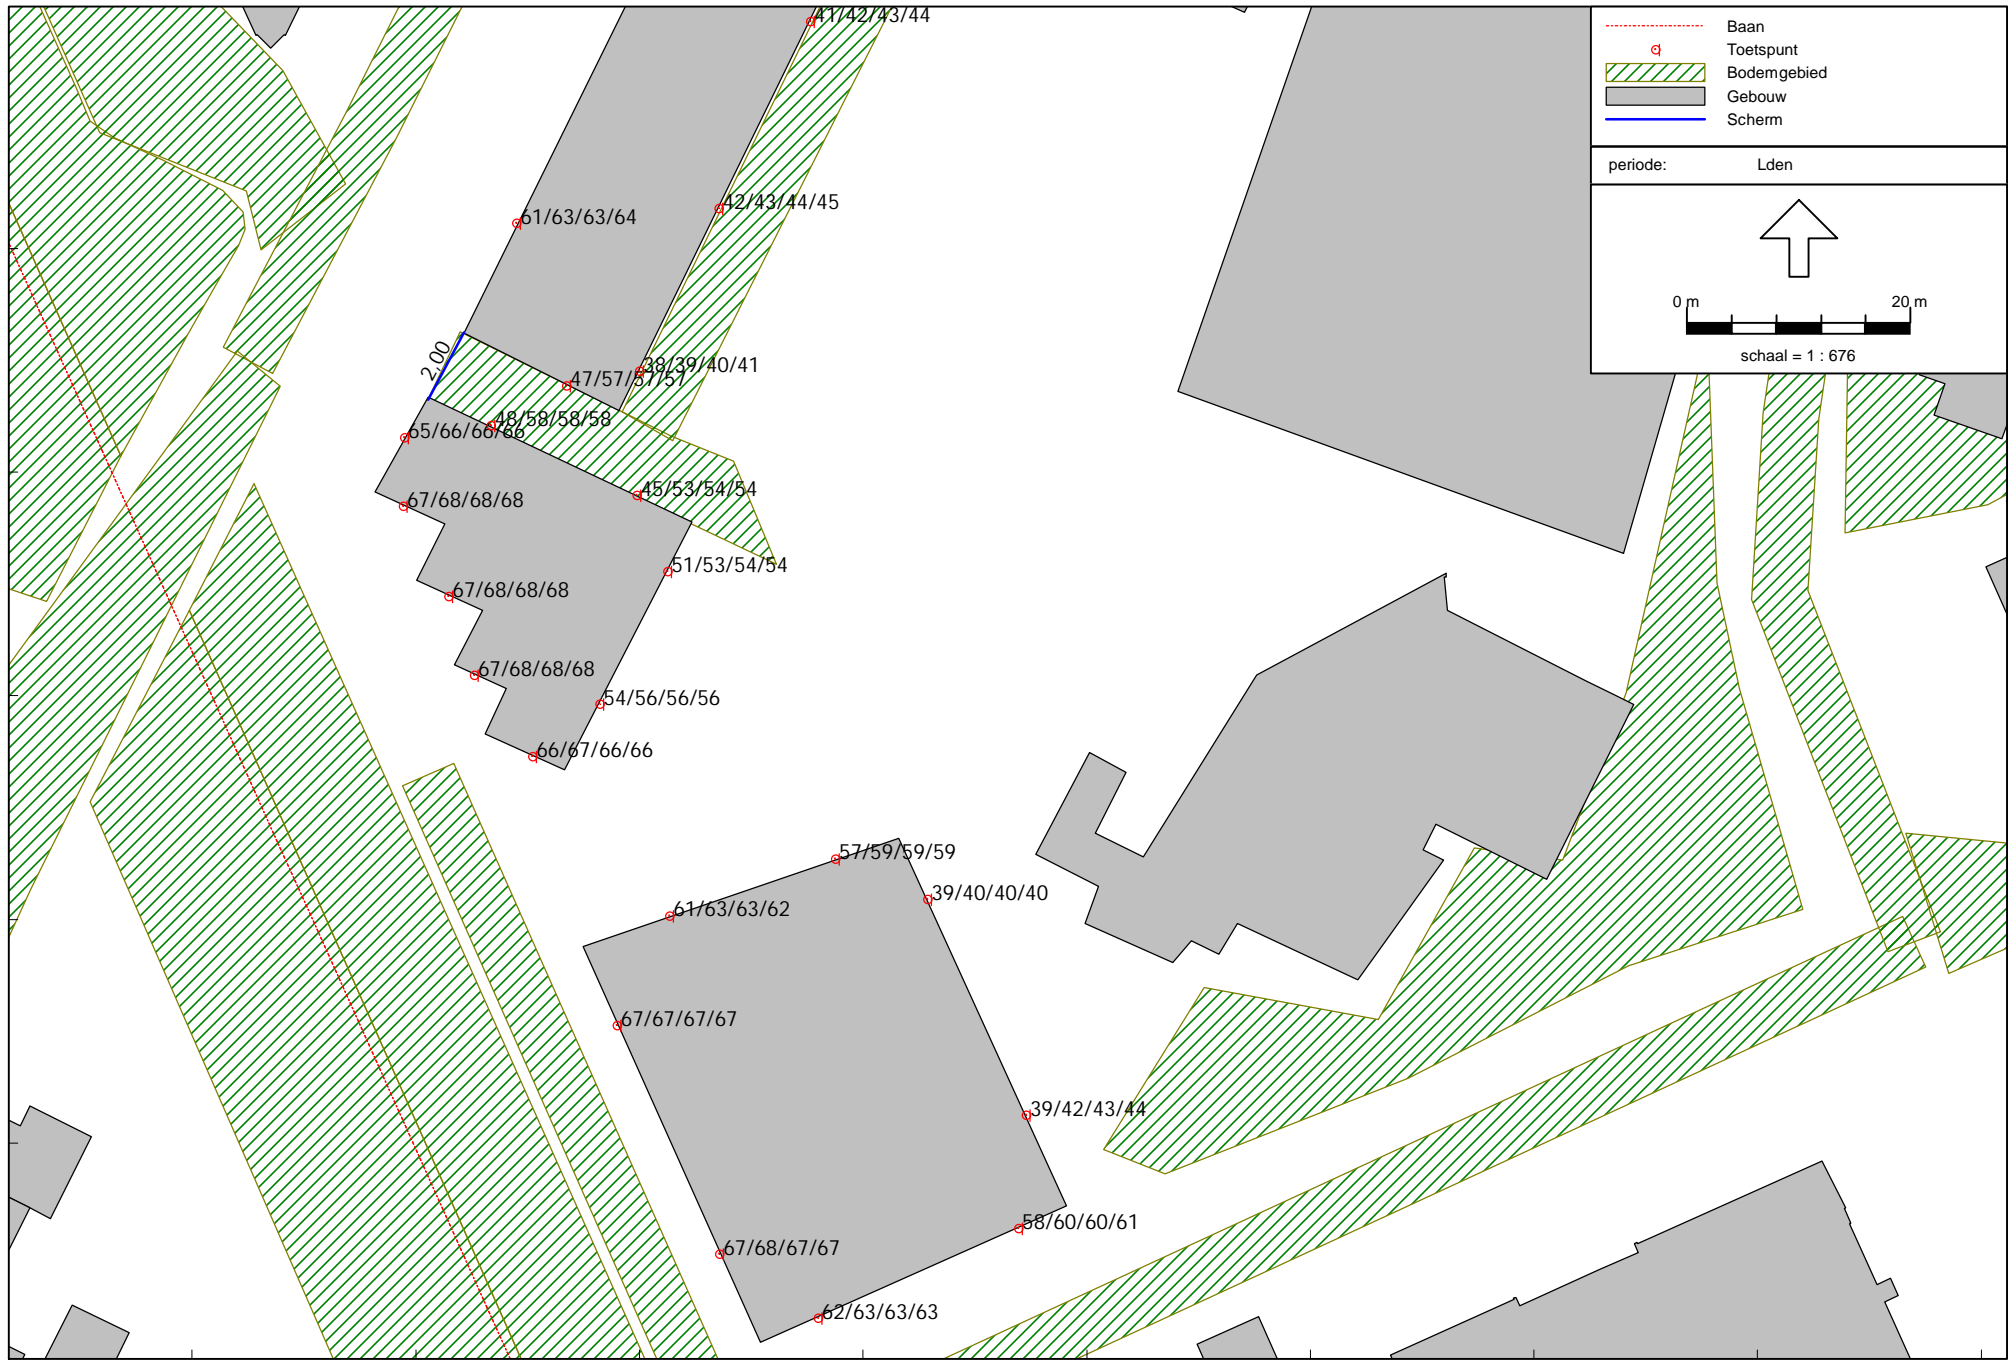 41/42/43/44
Baan
Toetspunt
Bodemgebied
Gebouw
Scherm
periode: Lden
0 m 20 m
schaal = 1 : 676
42/43/44/45
61/63/63/64
2,00
38/39/40/41
47/57/57/57
48/58/58/58
65/66/66/66
45/53/54/54
67/68/68/68
51/53/54/54
67/68/68/68
67/68/68/68
54/56/56/56
66/67/66/66
57/59/59/59
39/40/40/40
61/63/63/62
67/67/67/67
39/42/43/44
58/60/60/61
67/68/67/67
62/63/63/63